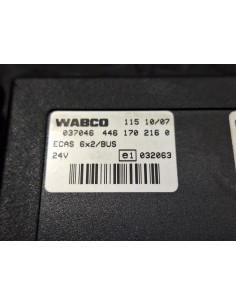 WABCO 115 10/07
037046 446 170 216 0
ECAS 6x2/BUS
24V e1 032063